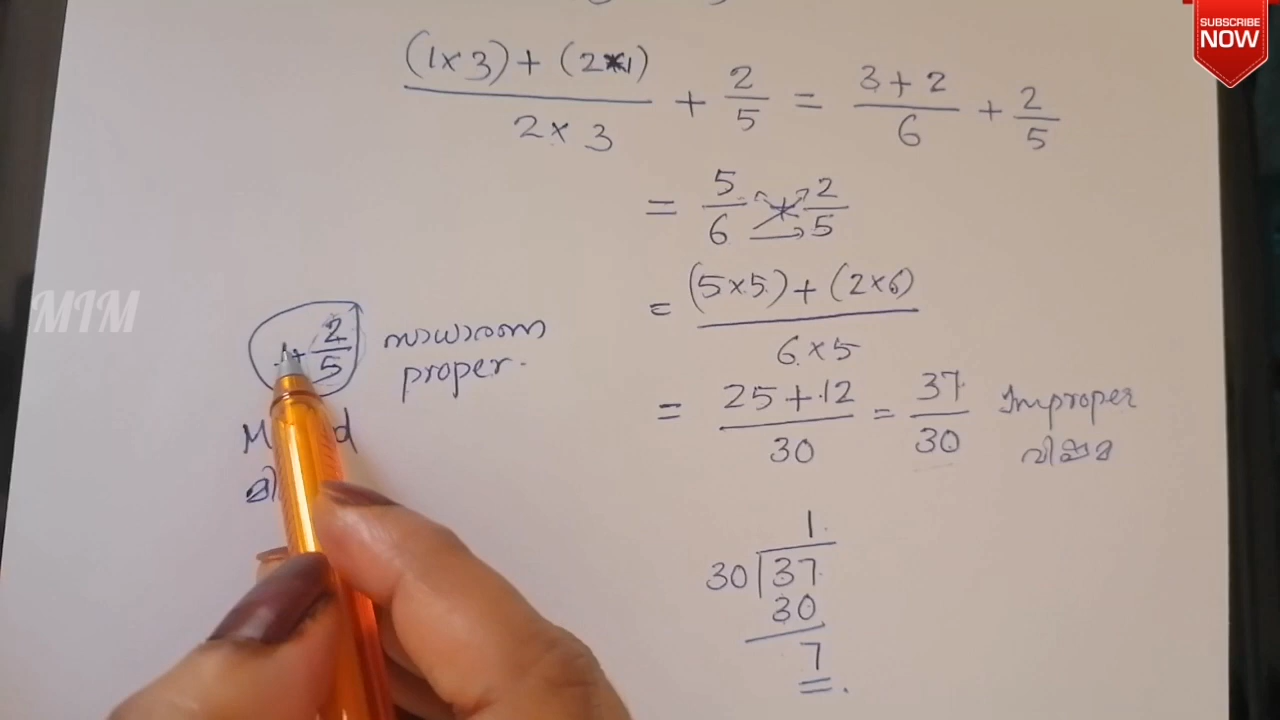 SUBSCRIBE
NOW
(1×3)+(2×1)/2×3 + 2/5 = 3+2/6 + 2/5
= 5/6 + 2/5
MIM
= (5×5)+(2×6)/6×5
+ 2/5 സാധാരണ
proper.
= 25+12/30 = 37/30 Improper
വിഷമ
1
30 37
30
7
=.